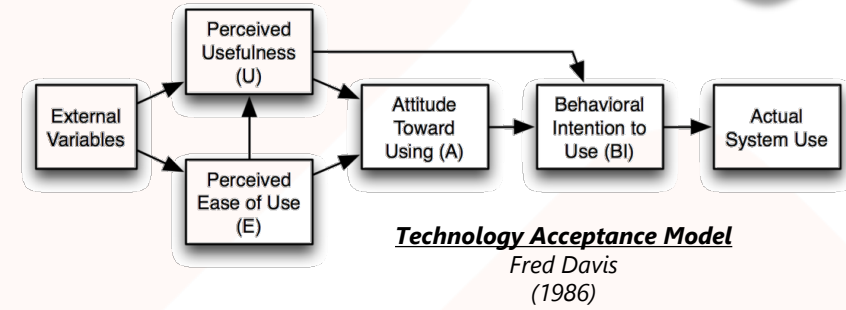 Perceived
Usefulness
(U)
External
Variables
Perceived
Ease of Use
(E)
Attitude
Toward
Using (A)
Behavioral
Intention to
Use (BI)
Actual
System Use
Technology Acceptance Model
Fred Davis
(1986)